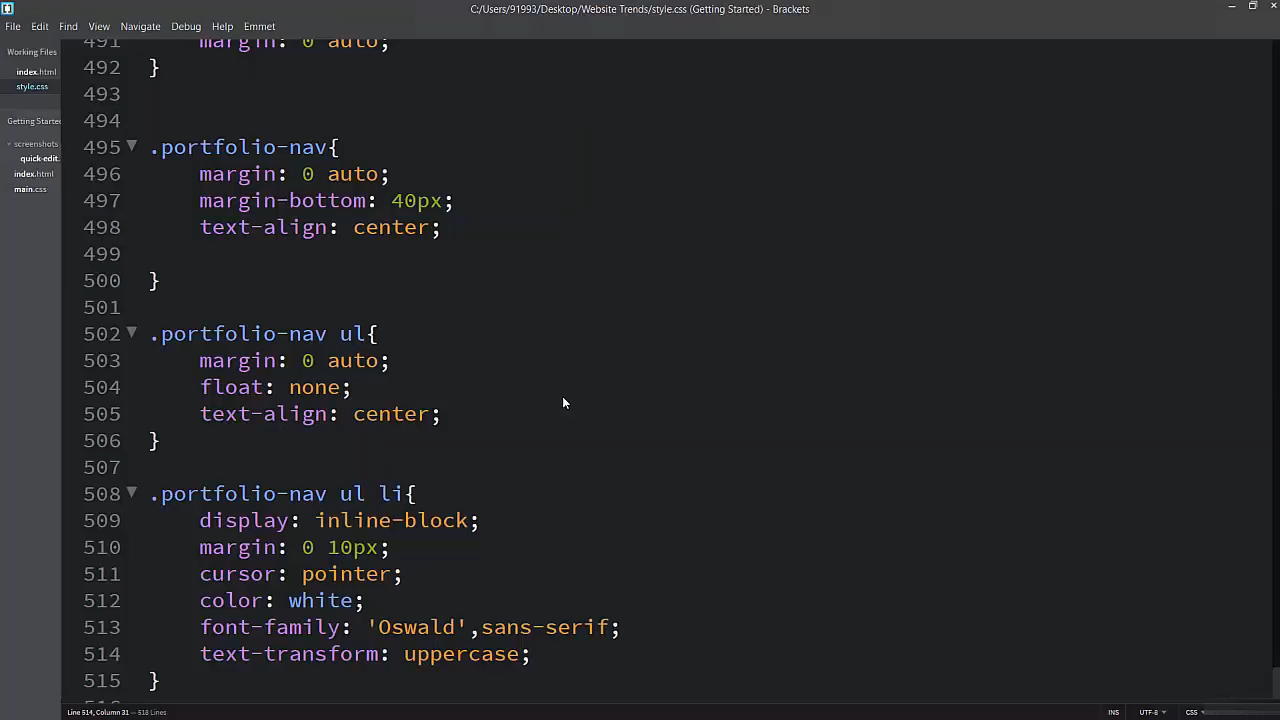 C:/Users/91993/Desktop/Website Trends/style.css (Getting Started) - Brackets
File Edit Find View Navigate Debug Help Emmet
Working Files
index.html
style.css
Getting Started
screenshots
quick-edit.
index.html
main.css
491 margin: 0 auto;
492 }
493
494
495 .portfolio-nav{
496 margin: 0 auto;
497 margin-bottom: 40px;
498 text-align: center;
499
500 }
501
502 .portfolio-nav ul{
503 margin: 0 auto;
504 float: none;
505 text-align: center;
506 }
507
508 .portfolio-nav ul li{
509 display: inline-block;
510 margin: 0 10px;
511 cursor: pointer;
512 color: white;
513 font-family: 'Oswald',sans-serif;
514 text-transform: uppercase;
515 }
Line 514, Column 31 — 518 Lines
INS UTF-8 CSS